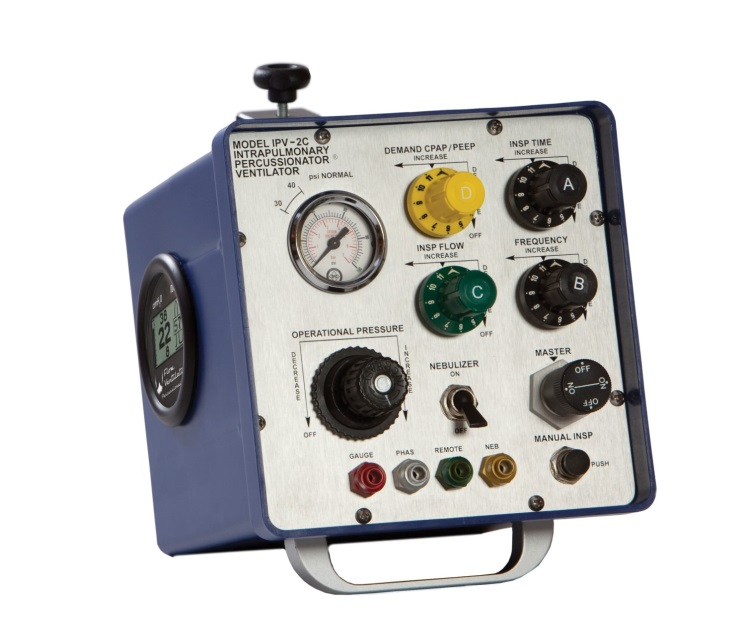 MODEL IPV-2C
INTRAPULMONARY
PERCUSSIONATOR®
VENTILATOR
psi NORMAL
40
30
DEMAND CPAP/PEEP
INCREASE
D
OFF
INSP TIME
INCREASE
A
INSP FLOW
INCREASE
C
OFF
FREQUENCY
INCREASE
B
OPERATIONAL PRESSURE
DECREASE
INCREASE
OFF
NEBULIZER
ON
OFF
MASTER
OFF
ON
ON
OFF
MANUAL INSP
PUSH
GAUGE
PHAS
REMOTE
NEB
38
22